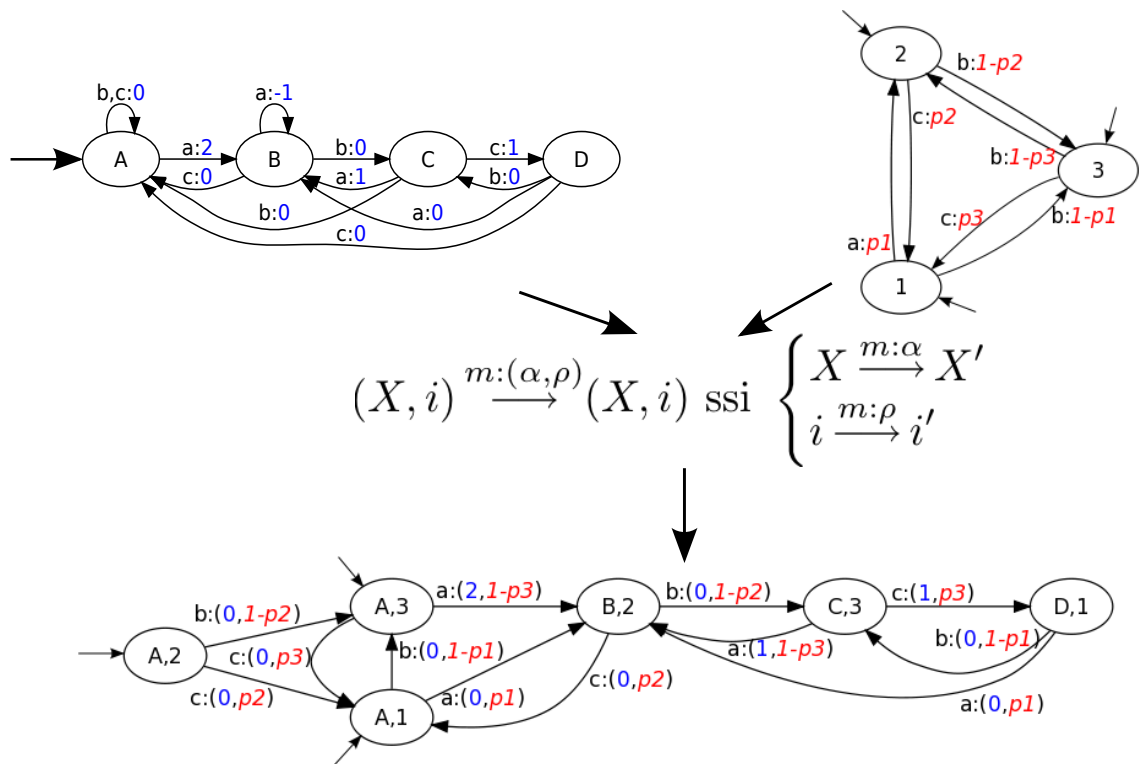 b,c:0
a:-1
A
a:2
B
b:0
C
c:1
D
c:0
a:1
b:0
b:0
a:0
c:0
2
b:1-p2
c:p2
b:1-p3
3
c:p3
b:1-p1
a:p1
1
(X, i) m:(α,ρ) ⟶ (X, i) ssi { X m:α ⟶ X′
i m:ρ ⟶ i′
A,3
a:(2,1-p3)
B,2
b:(0,1-p2)
C,3
c:(1,p3)
D,1
b:(0,1-p2)
A,2
c:(0,p3)
b:(0,1-p1)
a:(1,1-p3)
b:(0,1-p1)
c:(0,p2)
a:(0,p1)
c:(0,p2)
a:(0,p1)
A,1